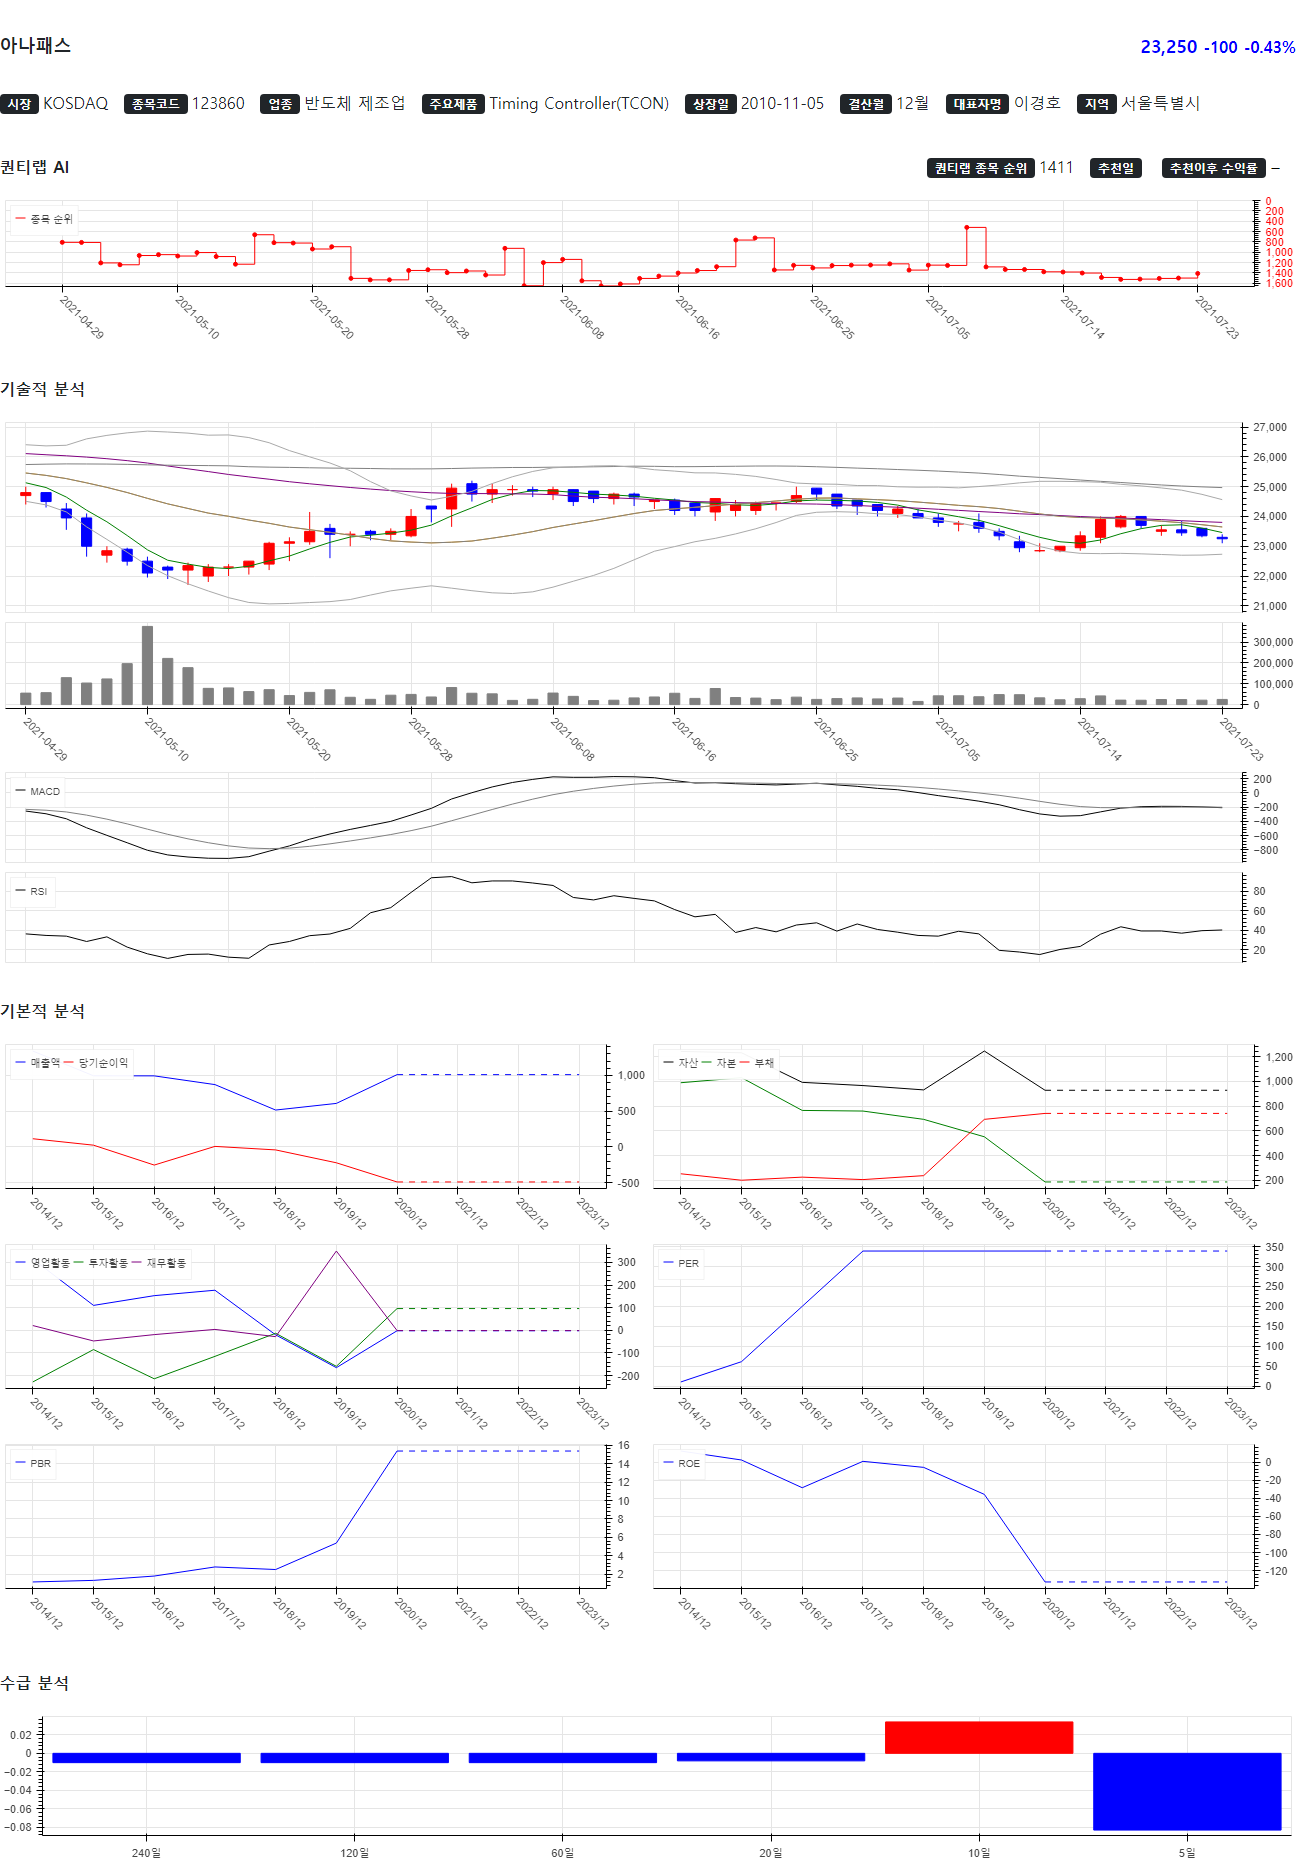 아나패스
23,250 -100 -0.43%
시장 KOSDAQ 종목코드 123860 업종 반도체 제조업 주요제품 Timing Controller(TCON) 상장일 2010-11-05 결산월 12월 대표자명 이경호 지역 서울특별시
퀀티랩 AI
퀀티랩 종목 순위 1411 추천일 추천이후 수익률 –
종목 순위
0
200
400
600
800
1,000
1,200
1,400
1,600
2021-04-29 2021-05-10 2021-05-20 2021-05-28 2021-06-08 2021-06-16 2021-06-25 2021-07-05 2021-07-14 2021-07-23
기술적 분석
27,000
26,000
25,000
24,000
23,000
22,000
21,000
300,000
200,000
100,000
0
2021-04-29 2021-05-10 2021-05-20 2021-05-28 2021-06-08 2021-06-16 2021-06-25 2021-07-05 2021-07-14 2021-07-23
MACD
200
0
−200
−400
−600
−800
RSI
80
60
40
20
기본적 분석
매출액 당기순이익
1,000
500
0
-500
2014/12 2015/12 2016/12 2017/12 2018/12 2019/12 2020/12 2021/12 2022/12 2023/12
자산 자본 부채
1,200
1,000
800
600
400
200
2014/12 2015/12 2016/12 2017/12 2018/12 2019/12 2020/12 2021/12 2022/12 2023/12
영업활동 투자활동 재무활동
300
200
100
0
-100
-200
2014/12 2015/12 2016/12 2017/12 2018/12 2019/12 2020/12 2021/12 2022/12 2023/12
PER
350
300
250
200
150
100
50
0
2014/12 2015/12 2016/12 2017/12 2018/12 2019/12 2020/12 2021/12 2022/12 2023/12
PBR
16
14
12
10
8
6
4
2
2014/12 2015/12 2016/12 2017/12 2018/12 2019/12 2020/12 2021/12 2022/12 2023/12
ROE
0
-20
-40
-60
-80
-100
-120
2014/12 2015/12 2016/12 2017/12 2018/12 2019/12 2020/12 2021/12 2022/12 2023/12
수급 분석
0.02
0
−0.02
−0.04
−0.06
−0.08
240일 120일 60일 20일 10일 5일